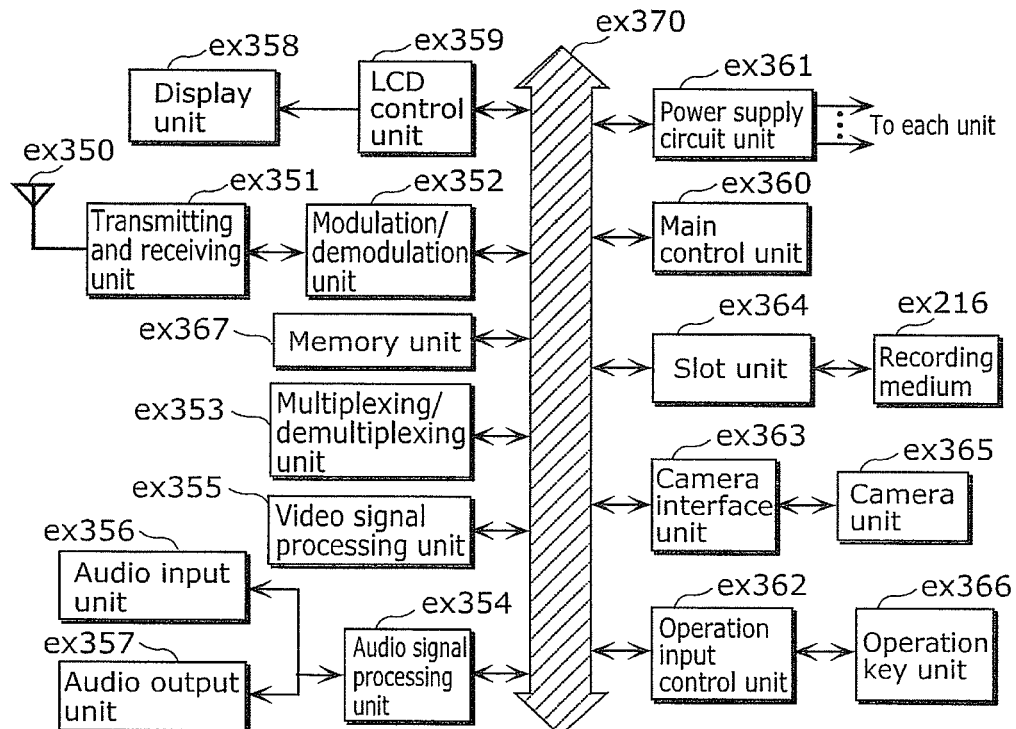 ex370
ex358
Display
unit
ex359
LCD
control
unit
ex361
Power supply
circuit unit
To each unit
ex350
ex351
Transmitting
and receiving
unit
ex352
Modulation/
demodulation
unit
ex360
Main
control unit
ex367
Memory unit
ex364
Slot unit
ex216
Recording
medium
ex353
Multiplexing/
demultiplexing
unit
ex363
Camera
interface
unit
ex365
Camera
unit
ex355
Video signal
processing unit
ex356
Audio input
unit
ex357
Audio output
unit
ex354
Audio signal
processing
unit
ex362
Operation
input
control unit
ex366
Operation
key unit